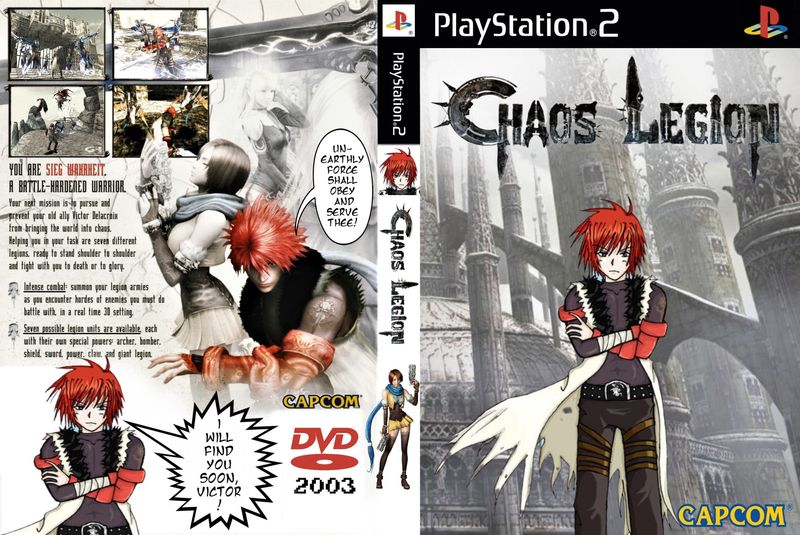 YOU ARE SIEG WAHRHEIT.
A BATTLE-HARDENED WARRIOR.
Your next mission is to pursue and
prevent your old ally Victor Delacroix
from bringing the world into chaos.
Helping you in your task are seven different
legions, ready to stand shoulder to shoulder
and fight with you to death or to glory.
Intense combat: summon your legion armies
as you encounter hordes of enemies you must do
battle with, in a real time 3D setting.
Seven possible legion units are available, each
with their own special powers: archer, bomber,
shield, sword, power, claw, and giant legion.
UN-
EARTHLY
FORCE
SHALL
OBEY
AND
SERVE
THEE!
I
WILL
FIND
YOU
SOON,
VICTOR
!
CAPCOM
DVD
2003
PlayStation 2
CHAOS LEGION
PlayStation®2
CHAOS LEGION
CAPCOM®